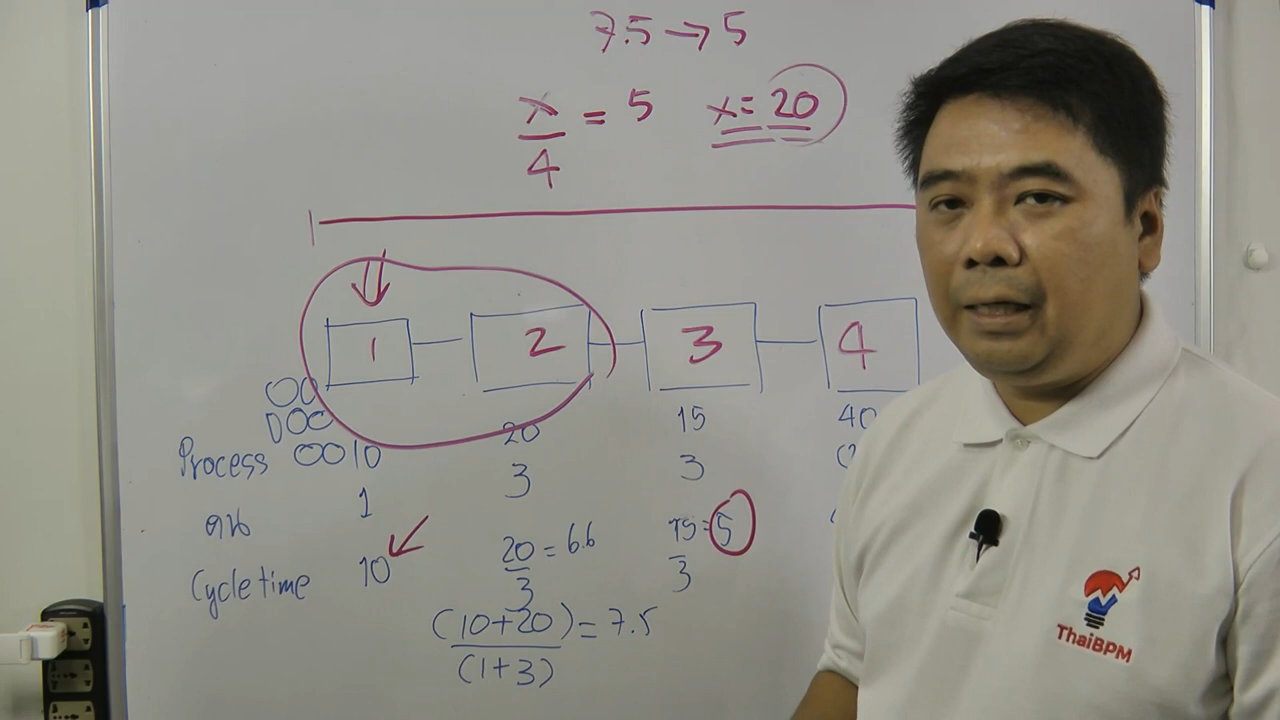 7.5 → 5
x/4 = 5 x = 20
1 2 3 4
20 15 40
Process 10 3 3
คน 1
20/3 = 6.6 15/3 = 5
Cycle time 10
(10+20)/(1+3) = 7.5
ThaiBPM